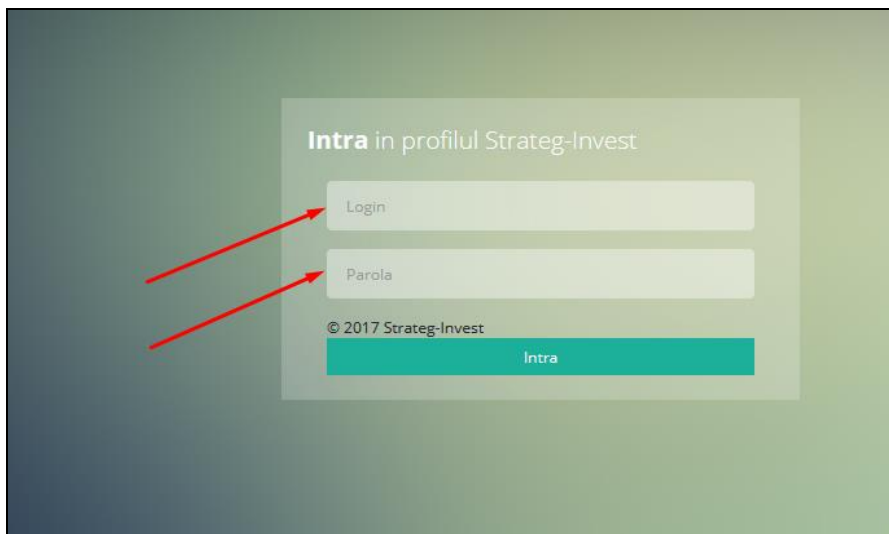 Intra in profilul Strateg-Invest
Login
Parola
© 2017 Strateg-Invest
Intra